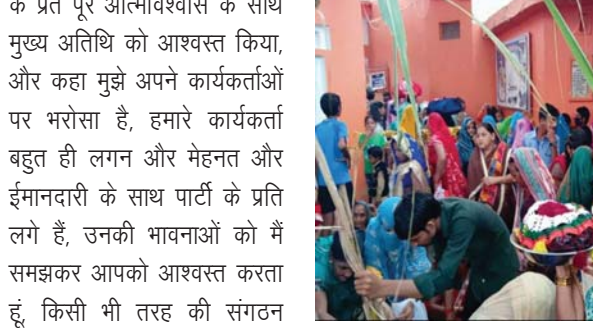 के प्रत पूरे आत्मविश्वास के साथ
मुख्य अतिथि को आश्वस्त किया,
और कहा मुझे अपने कार्यकर्ताओं
पर भरोसा है, हमारे कार्यकर्ता
बहुत ही लगन और मेहनत और
ईमानदारी के साथ पार्टी के प्रति
लगे हैं, उनकी भावनाओं को मैं
समझकर आपको आश्वस्त करता
हूं, किसी भी तरह की संगठन